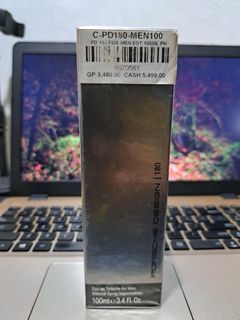 C-PD180-MEN100
PD 180 FOR MEN EDT 100ML PK
6970561
GP 3,480.00 CASH 5,499.00
PORSCHE DESIGN | 180
Eau de Toilette for Men
Natural Spray Vaporisateur
100ml e 3.4 fl. Oz